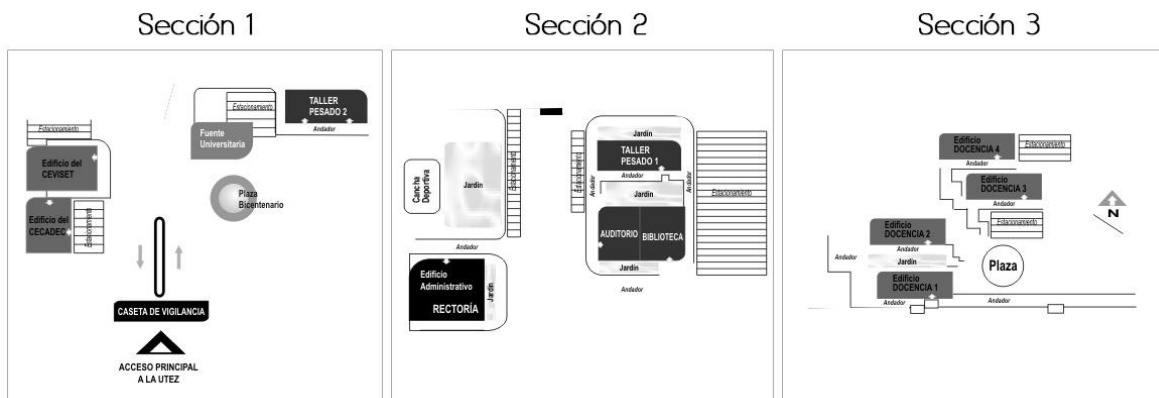 Sección 1
Sección 2
Sección 3
Estacionamiento
TALLER
PESADO 2
Andador
Fuente
Universitaria
Estacionamiento
Edificio del
CEVISET
Plaza
Bicentenario
Edificio del
CECADEC
Estacionamiento
CASETA DE VIGILANCIA
ACCESO PRINCIPAL
A LA UTEZ
Jardín
TALLER
PESADO 1
Andador
Jardín
Cancha
Deportiva
Jardín
Estacionamiento
Estacionamiento
Andador
Andador
Estacionamiento
AUDITORIO
BIBLIOTECA
Andador
Jardín
Andador
Edificio
Administrativo
RECTORÍA
Jardín
Edificio
DOCENCIA 4
Estacionamiento
Andador
Edificio
DOCENCIA 3
Andador
Estacionamiento
N
Edificio
DOCENCIA 2
Andador
Andador
Jardín
Plaza
Edificio
DOCENCIA 1
Andador
Andador